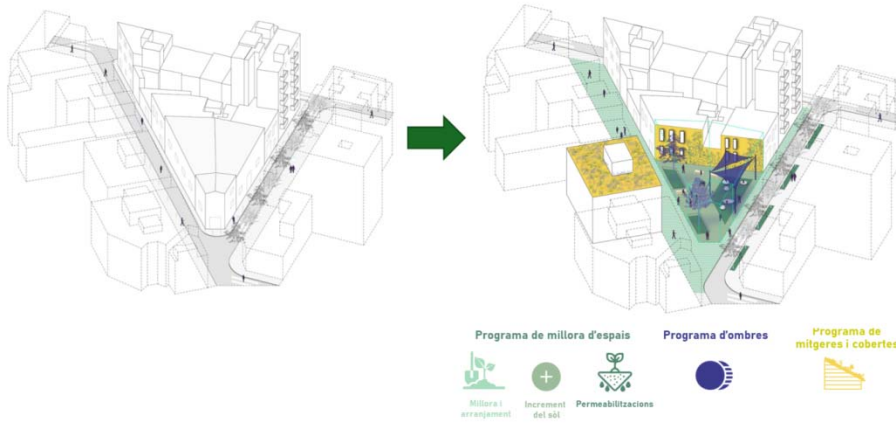 Programa de millora d'espais
Programa d'ombres
Programa de
mitgeres i cobertes
Millora i
arranjament
Increment
del sòl
Permeabilitzacions